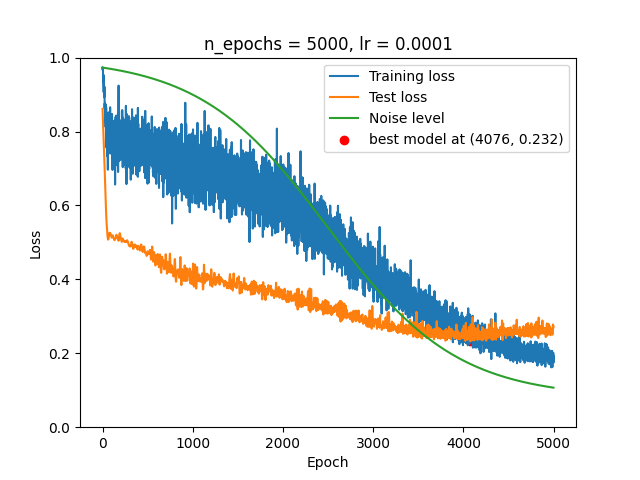 n_epochs = 5000, lr = 0.0001
Training loss
Test loss
Noise level
best model at (4076, 0.232)
Loss
1.0
0.8
0.6
0.4
0.2
0.0
0 1000 2000 3000 4000 5000
Epoch